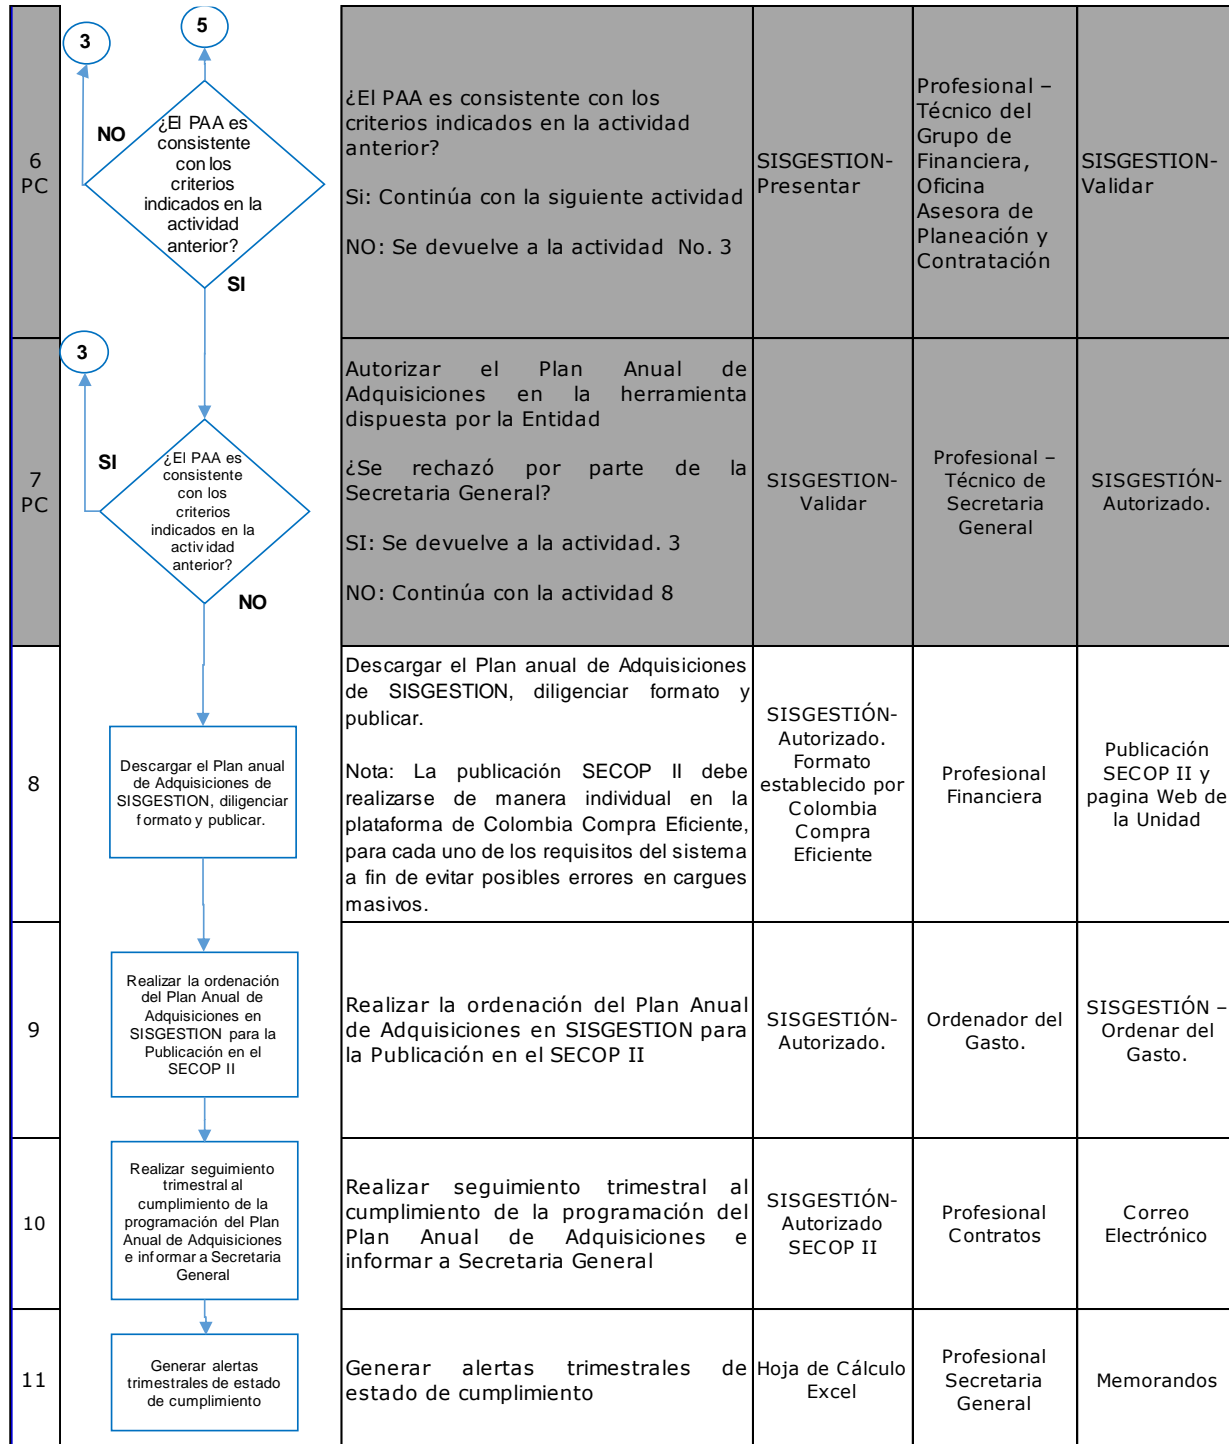 6
PC
3
5
NO
¿El PAA es
consistente
con los
criterios
indicados en la
actividad
anterior?
SI
¿El PAA es consistente con los
criterios indicados en la actividad
anterior?
Si: Continúa con la siguiente actividad
NO: Se devuelve a la actividad No. 3
SISGESTION-
Presentar
Profesional –
Técnico del
Grupo de
Financiera,
Oficina
Asesora de
Planeación y
Contratación
SISGESTION-
Validar
7
PC
3
SI
¿El PAA es
consistente
con los
criterios
indicados en la
actividad
anterior?
NO
Autorizar el Plan Anual de
Adquisiciones en la herramienta
dispuesta por la Entidad
¿Se rechazó por parte de la
Secretaria General?
SI: Se devuelve a la actividad. 3
NO: Continúa con la actividad 8
SISGESTION-
Validar
Profesional –
Técnico de
Secretaria
General
SISGESTIÓN-
Autorizado.
8
Descargar el Plan anual
de Adquisiciones de
SISGESTION, diligenciar
formato y publicar.
Descargar el Plan anual de Adquisiciones
de SISGESTION, diligenciar formato y
publicar.
Nota: La publicación SECOP II debe
realizarse de manera individual en la
plataforma de Colombia Compra Eficiente,
para cada uno de los requisitos del sistema
a fin de evitar posibles errores en cargues
masivos.
SISGESTIÓN-
Autorizado.
Formato
establecido por
Colombia
Compra
Eficiente
Profesional
Financiera
Publicación
SECOP II y
pagina Web de
la Unidad
9
Realizar la ordenación
del Plan Anual de
Adquisiciones en
SISGESTION para la
Publicación en el
SECOP II
Realizar la ordenación del Plan Anual
de Adquisiciones en SISGESTION para
la Publicación en el SECOP II
SISGESTIÓN-
Autorizado.
Ordenador del
Gasto.
SISGESTIÓN –
Ordenar del
Gasto.
10
Realizar seguimiento
trimestral al
cumplimiento de la
programación del Plan
Anual de Adquisiciones
e informar a Secretaria
General
Realizar seguimiento trimestral al
cumplimiento de la programación del
Plan Anual de Adquisiciones e
informar a Secretaria General
SISGESTIÓN-
Autorizado
SECOP II
Profesional
Contratos
Correo
Electrónico
11
Generar alertas
trimestrales de estado
de cumplimiento
Generar alertas trimestrales de
estado de cumplimiento
Hoja de Cálculo
Excel
Profesional
Secretaria
General
Memorandos